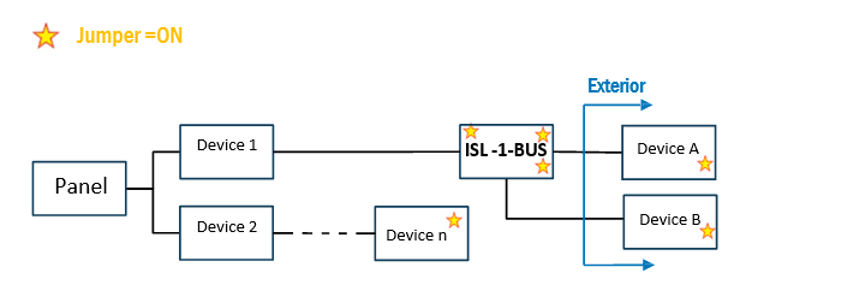 Jumper=ON
Exterior
Device 1
ISL-1-BUS
Device A
Panel
Device 2
Device n
Device B